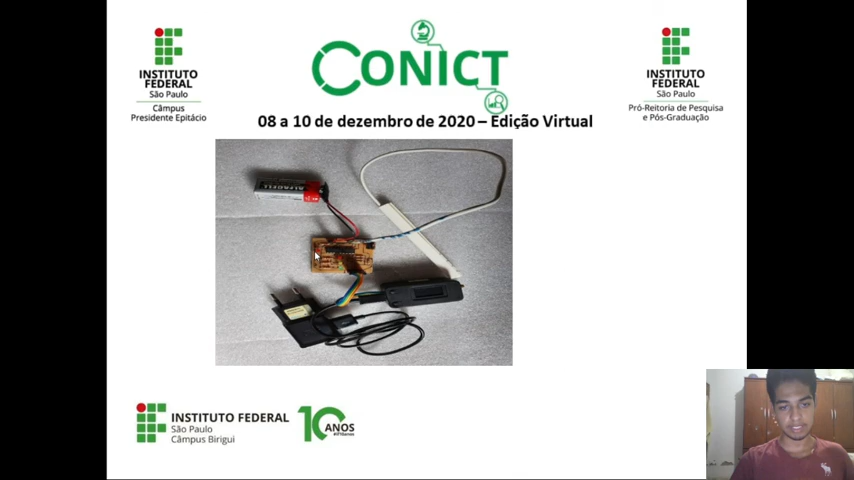 INSTITUTO
FEDERAL
São Paulo
Câmpus
Presidente Epitácio
CONICT
INSTITUTO
FEDERAL
São Paulo
Pró-Reitoria de Pesquisa
e Pós-Graduação
08 a 10 de dezembro de 2020 – Edição Virtual
INSTITUTO FEDERAL
São Paulo
Câmpus Birigui
10 ANOS